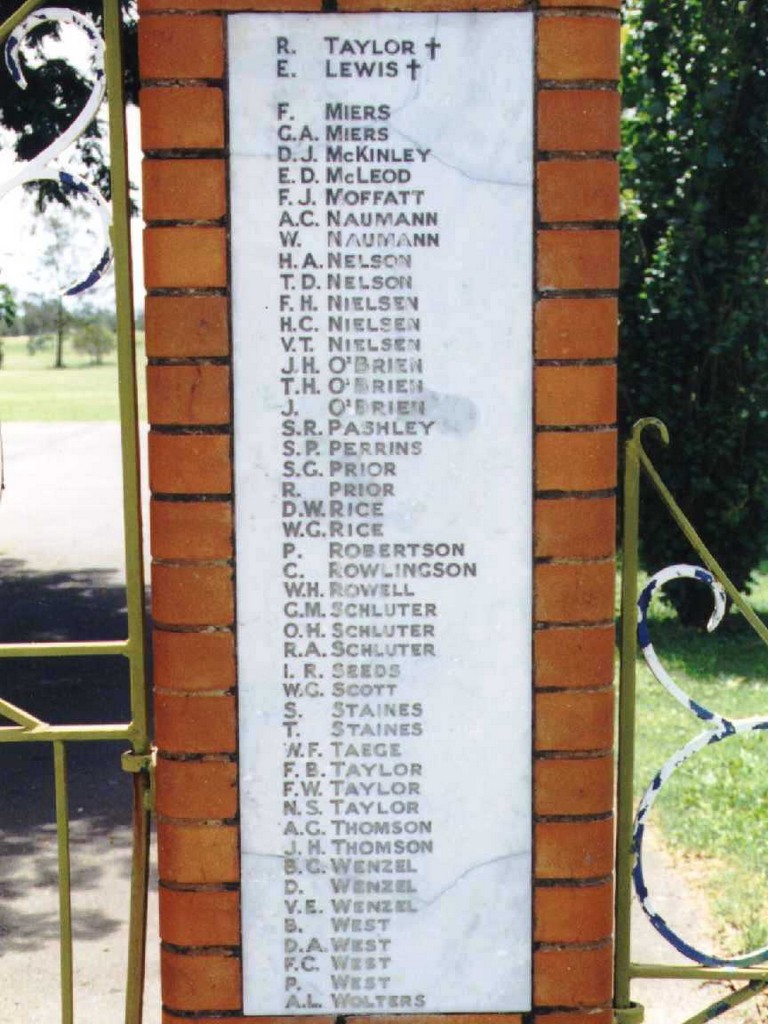 R. TAYLOR †
E. LEWIS †
F. MIERS
G.A. MIERS
D.J. McKINLEY
E.D. McLEOD
F.J. MOFFATT
A.C. NAUMANN
W. NAUMANN
H.A. NELSON
T.D. NELSON
F.H. NIELSEN
H.C. NIELSEN
V.T. NIELSEN
J.H. O'BRIEN
T.H. O'BRIEN
J. O'BRIEN
S.R. PASHLEY
S.P. PERRINS
S.G. PRIOR
R. PRIOR
D.W. RICE
W.G. RICE
P. ROBERTSON
C. ROWLINGSON
W.H. ROWELL
G.M. SCHLUTER
O.H. SCHLUTER
R.A. SCHLUTER
I.R. SEEDS
W.G. SCOTT
S. STAINES
T. STAINES
W.F. TAEGE
F.B. TAYLOR
F.W. TAYLOR
N.S. TAYLOR
A.G. THOMSON
J.H. THOMSON
B.G. WENZEL
D. WENZEL
V.E. WENZEL
B. WEST
D.A. WEST
F.C. WEST
P. WEST
A.L. WOLTERS